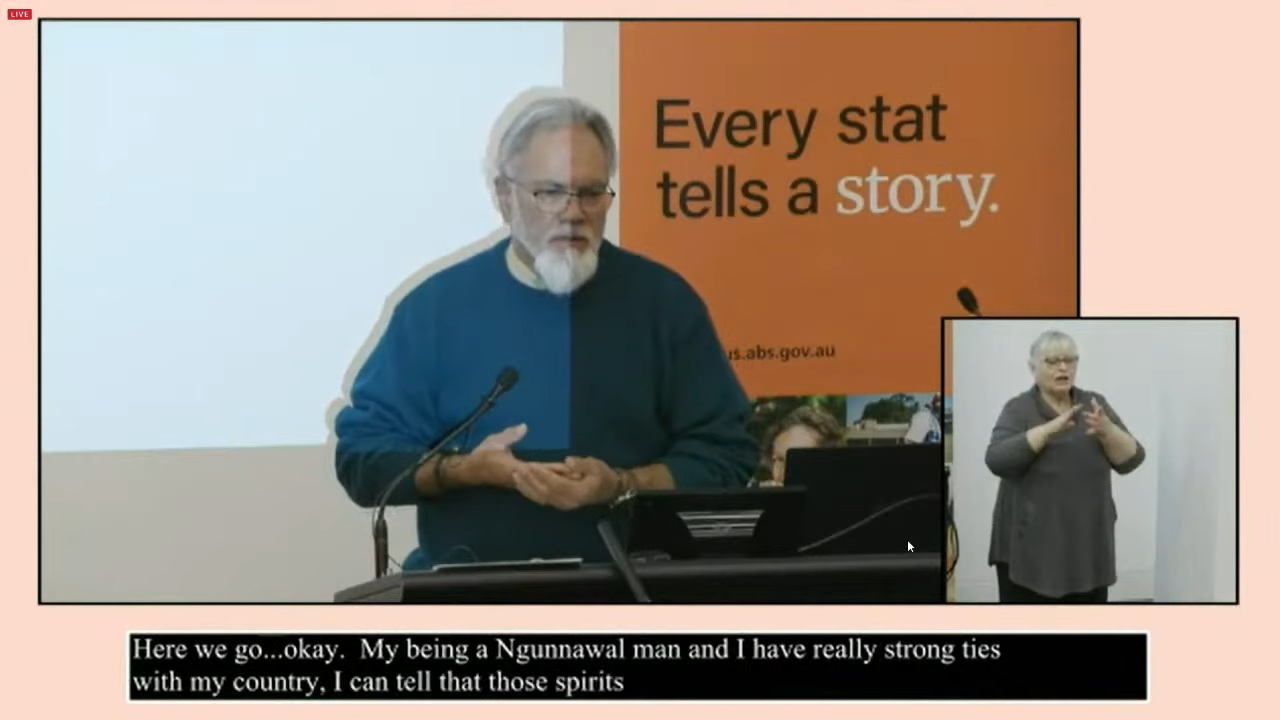 LIVE
Every stat
tells a story.
us.abs.gov.au
Here we go...okay.  My being a Ngunnawal man and I have really strong ties
with my country, I can tell that those spirits